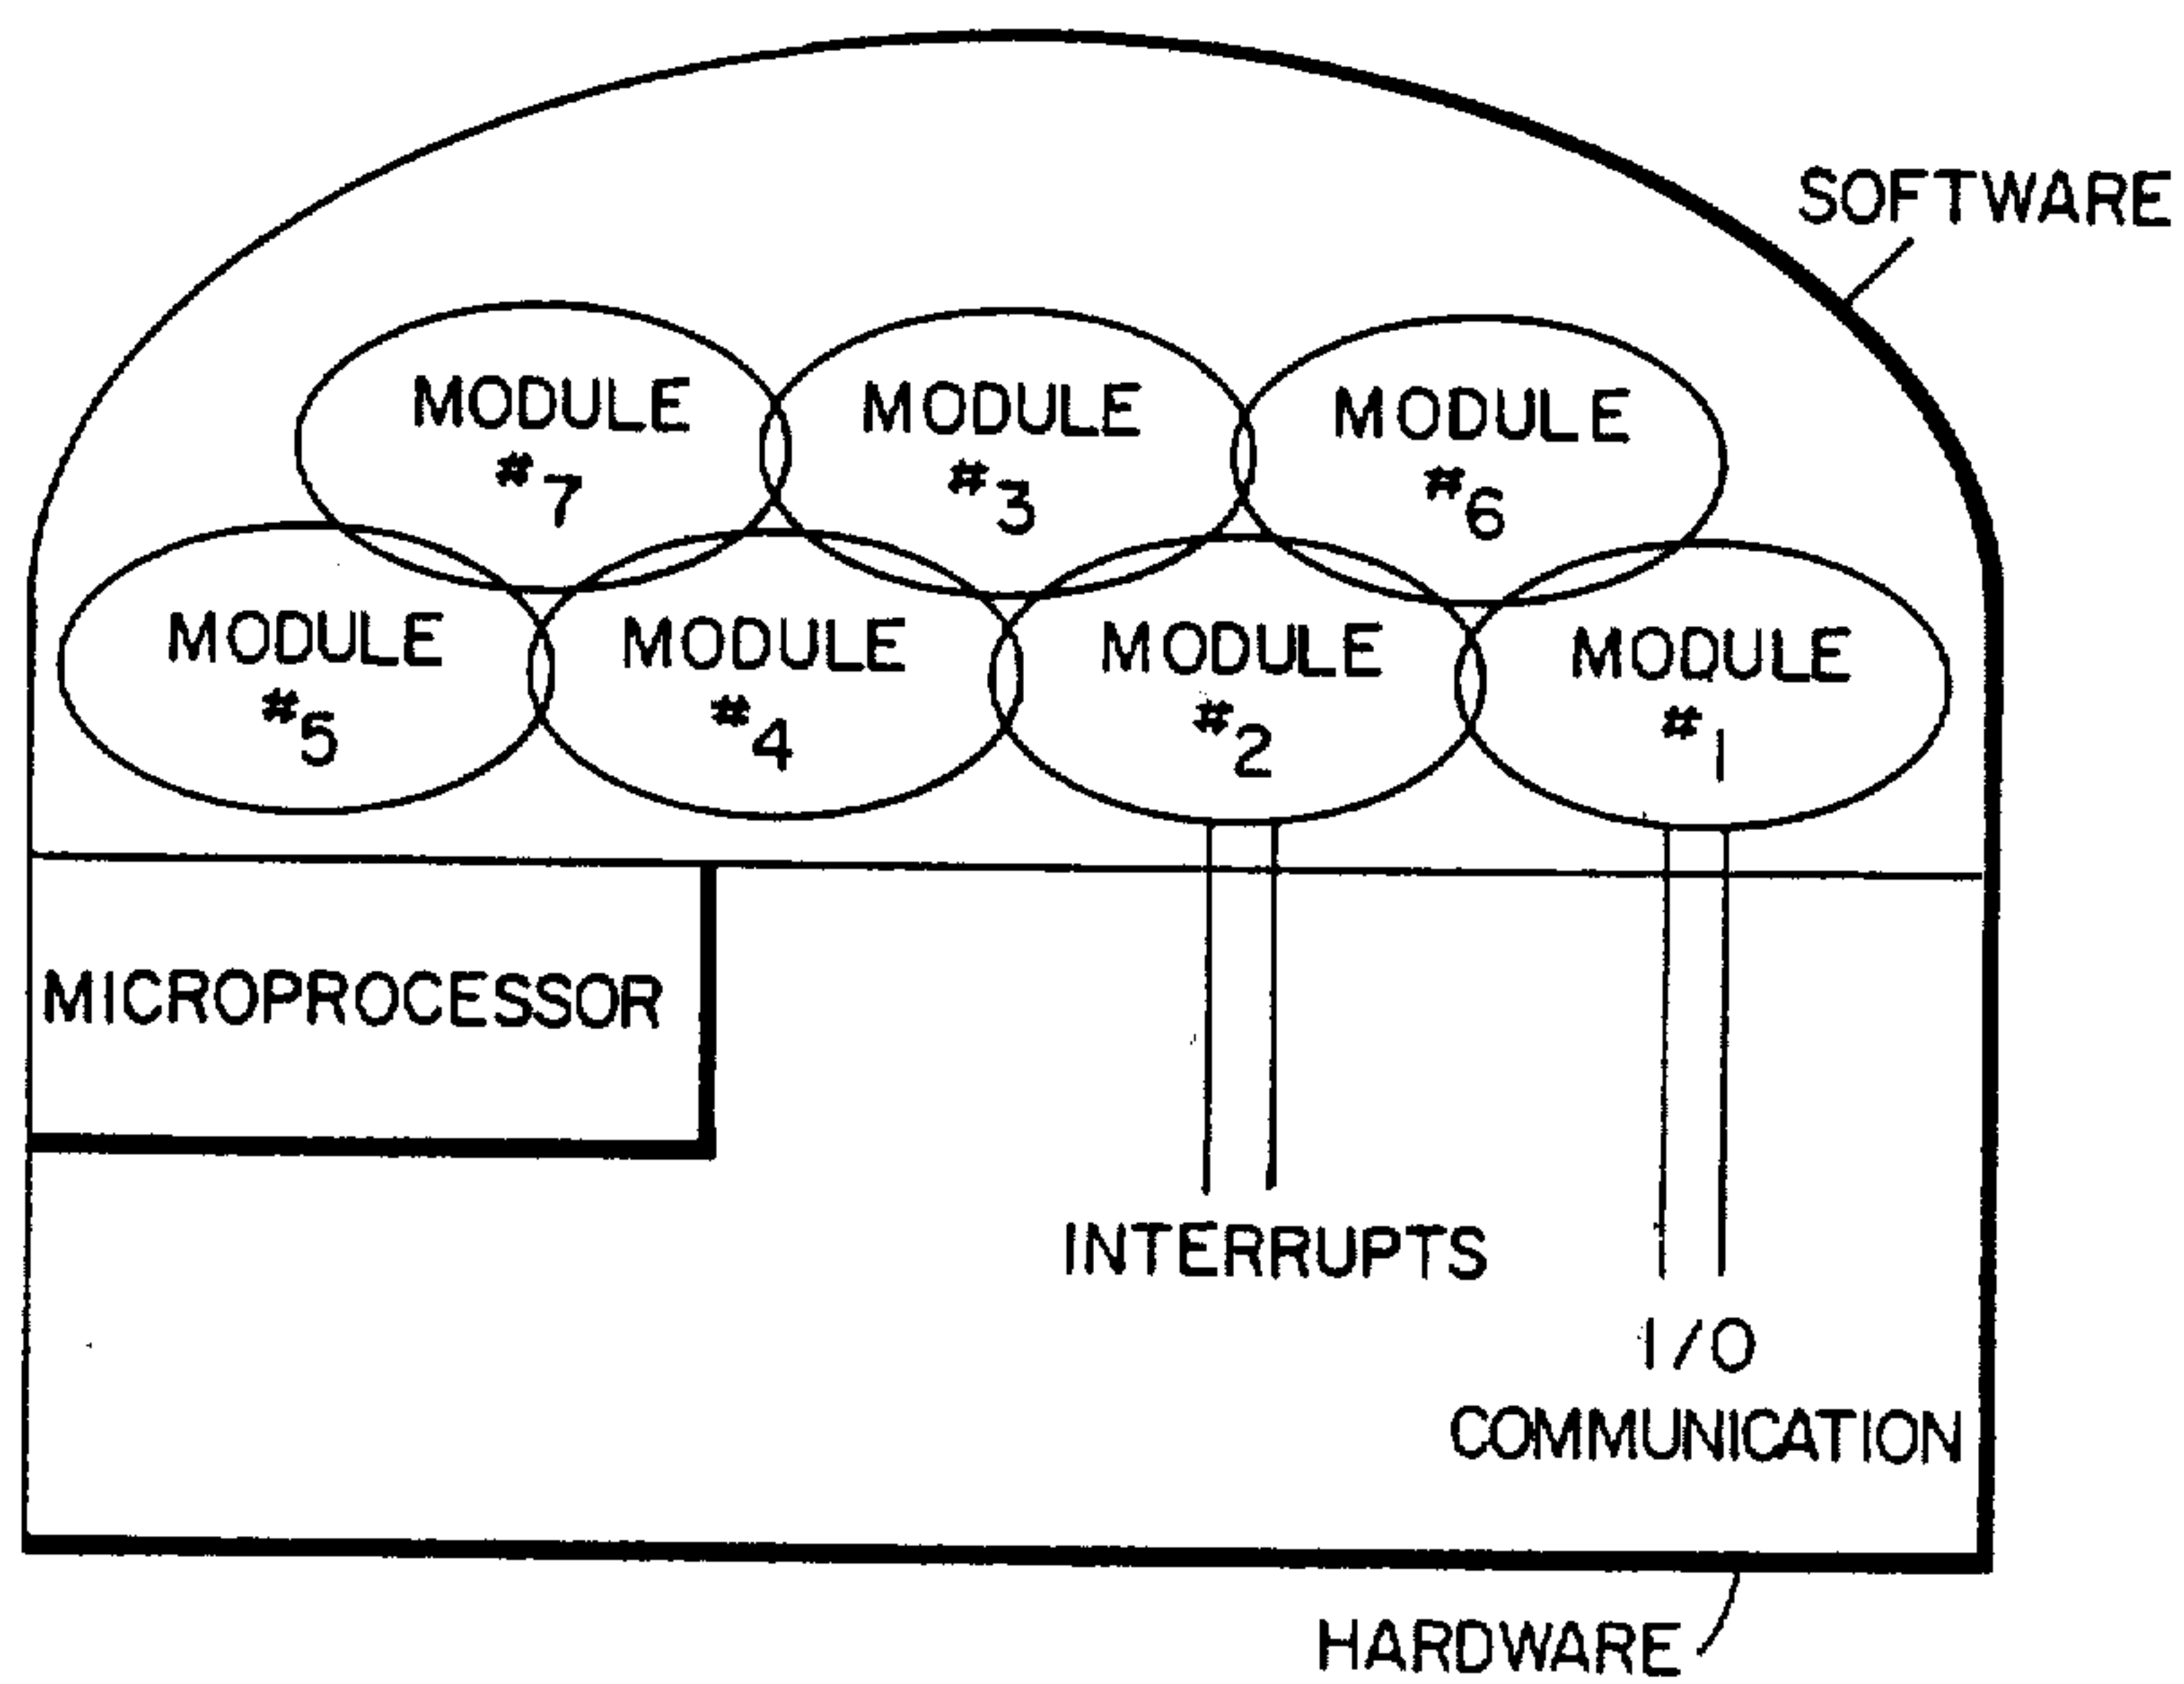 SOFTWARE
MODULE
#7
MODULE
#3
MODULE
#6
MODULE
#5
MODULE
#4
MODULE
#2
MODULE
#1
MICROPROCESSOR
INTERRUPTS
I/O
COMMUNICATION
HARDWARE